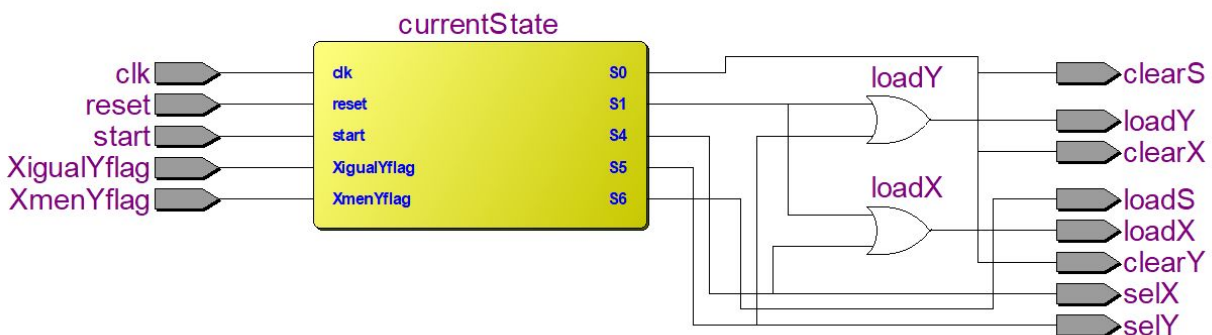 currentState
clk
reset
start
XigualYflag
XmenYflag
clk
reset
start
XigualYflag
XmenYflag
S0
S1
S4
S5
S6
loadY
loadX
clearS
loadY
clearX
loadS
loadX
clearY
selX
selY